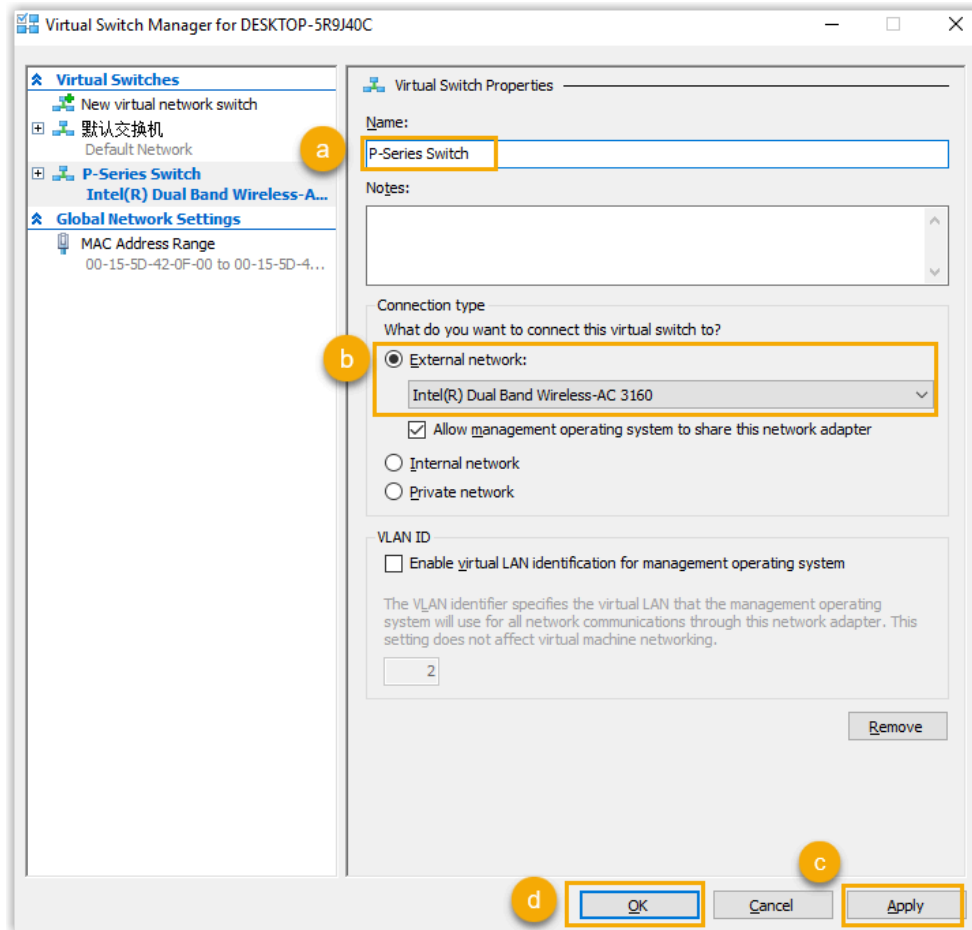 Virtual Switch Manager for DESKTOP-5R9J40C
Virtual Switches
New virtual network switch
默认交换机
Default Network
P-Series Switch
Intel(R) Dual Band Wireless-A...
Global Network Settings
MAC Address Range
00-15-5D-42-0F-00 to 00-15-5D-4...
Virtual Switch Properties
Name:
a
P-Series Switch
Notes:
Connection type
What do you want to connect this virtual switch to?
b
External network:
Intel(R) Dual Band Wireless-AC 3160
Allow management operating system to share this network adapter
Internal network
Private network
VLAN ID
Enable virtual LAN identification for management operating system
The VLAN identifier specifies the virtual LAN that the management operating
system will use for all network communications through this network adapter. This
setting does not affect virtual machine networking.
2
Remove
c
d
OK
Cancel
Apply